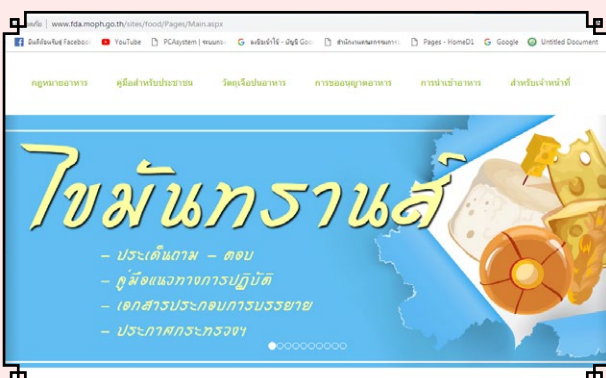 www.fda.moph.go.th/sites/food/Pages/Main.aspx
YouTube
Pages - HomeD1
Google
Untitled Document
กฎหมายอาหาร คู่มือสำหรับประชาชน วัตถุเจือปนอาหาร การขออนุญาตอาหาร การนำเข้าอาหาร สำหรับเจ้าหน้าที่
ไขมันทรานส์
– ประเด็นถาม – ตอบ
– คู่มือแนวทางการปฏิบัติ
– เอกสารประกอบการบรรยาย
– ประกาศกระทรวงฯ